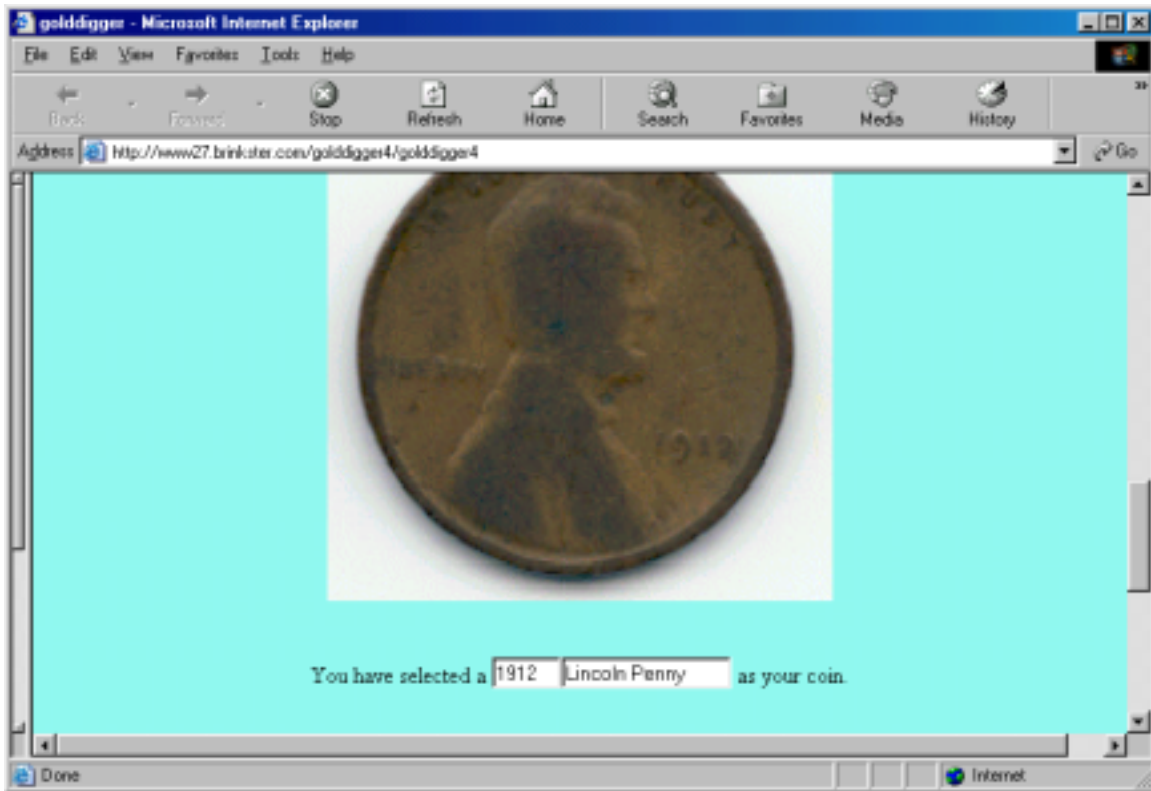 golddigger - Microsoft Internet Explorer
File Edit View Favorites Tools Help
Back Forward Stop Refresh Home Search Favorites Media History
Address http://www27.brinkster.com/golddigger4/golddigger4 Go
LIBERTY
1912
You have selected a 1912 Lincoln Penny as your coin.
Done Internet